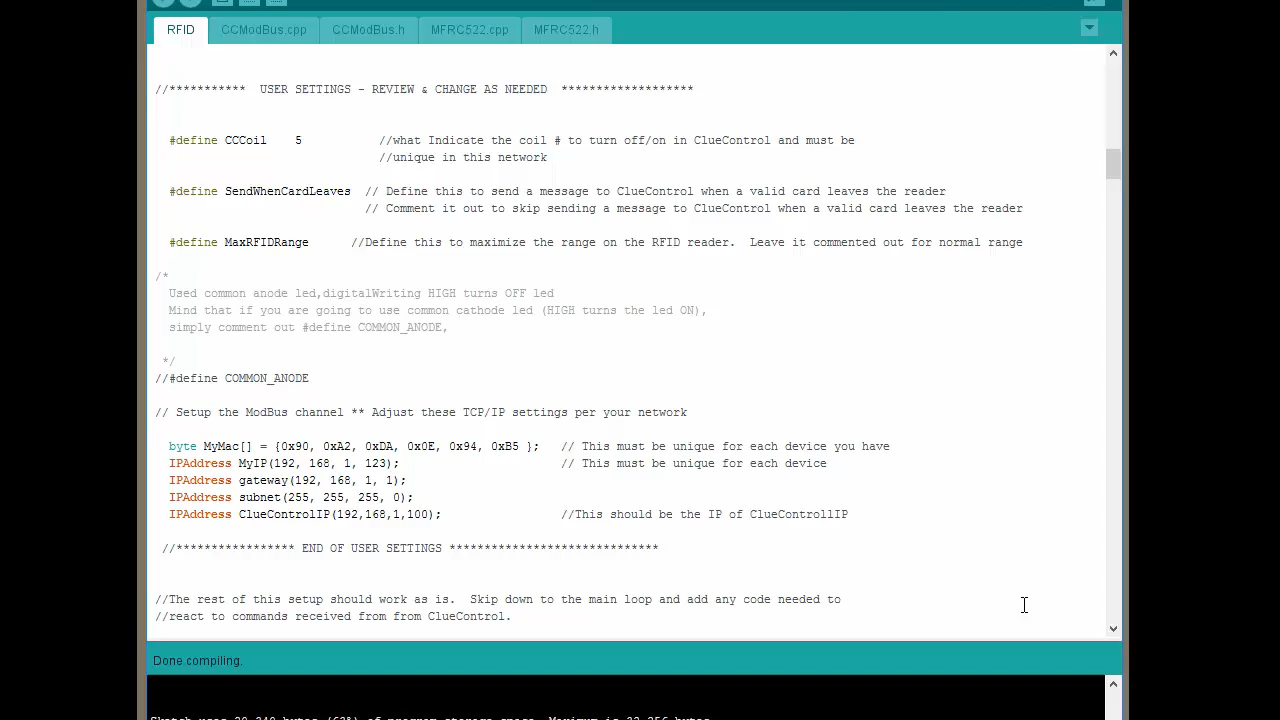 RFID CCModBus.cpp CCModBus.h MFRC522.cpp MFRC522.h
//*********** USER SETTINGS - REVIEW & CHANGE AS NEEDED *******************
#define CCCoil 5 //what Indicate the coil # to turn off/on in ClueControl and must be
//unique in this network
#define SendWhenCardLeaves // Define this to send a message to ClueControl when a valid card leaves the reader
// Comment it out to skip sending a message to ClueControl when a valid card leaves the reader
#define MaxRFIDRange //Define this to maximize the range on the RFID reader. Leave it commented out for normal range
/*
Used common anode led,digitalWriting HIGH turns OFF led
Mind that if you are going to use common cathode led (HIGH turns the led ON),
simply comment out #define COMMON_ANODE,
*/
//#define COMMON_ANODE
// Setup the ModBus channel ** Adjust these TCP/IP settings per your network
byte MyMac[] = {0x90, 0xA2, 0xDA, 0x0E, 0x94, 0xB5 }; // This must be unique for each device you have
IPAddress MyIP(192, 168, 1, 123); // This must be unique for each device
IPAddress gateway(192, 168, 1, 1);
IPAddress subnet(255, 255, 255, 0);
IPAddress ClueControlIP(192,168,1,100); //This should be the IP of ClueControllIP
//***************** END OF USER SETTINGS ******************************
//The rest of this setup should work as is. Skip down to the main loop and add any code needed to
//react to commands received from from ClueControl.
Done compiling.